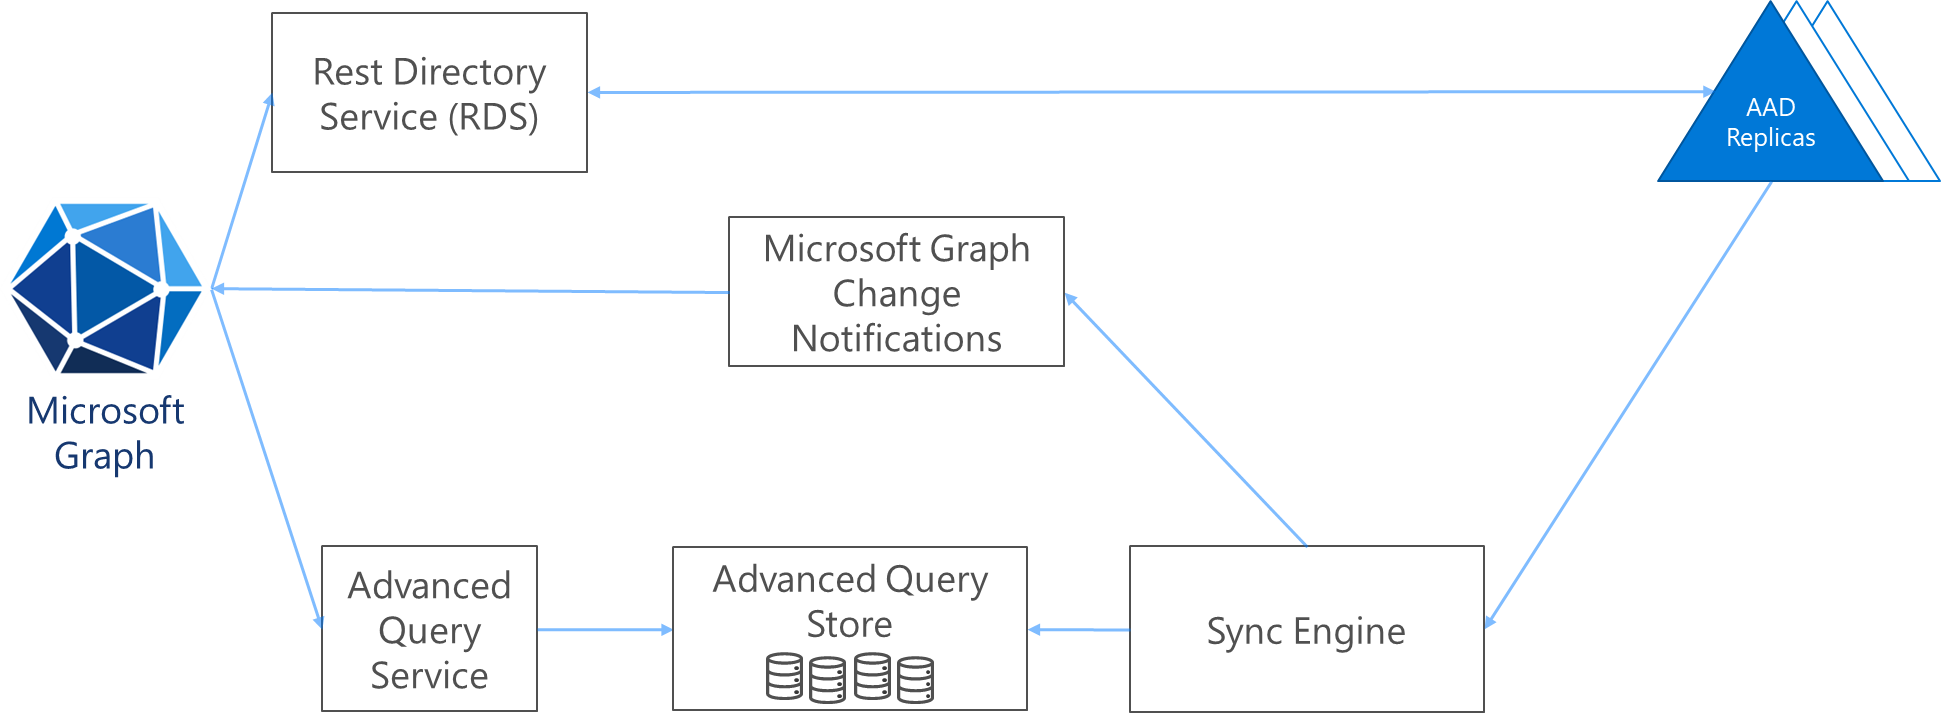 Rest Directory
Service (RDS)
AAD
Replicas
Microsoft Graph
Change
Notifications
Microsoft
Graph
Advanced
Query
Service
Advanced Query
Store
Sync Engine